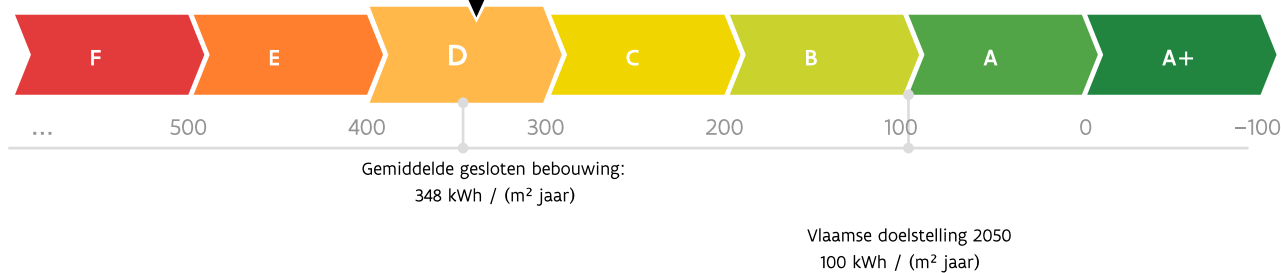 F E D C B A A+
... 500 400 300 200 100 0 –100
Gemiddelde gesloten bebouwing:
348 kWh / (m² jaar)
Vlaamse doelstelling 2050
100 kWh / (m² jaar)